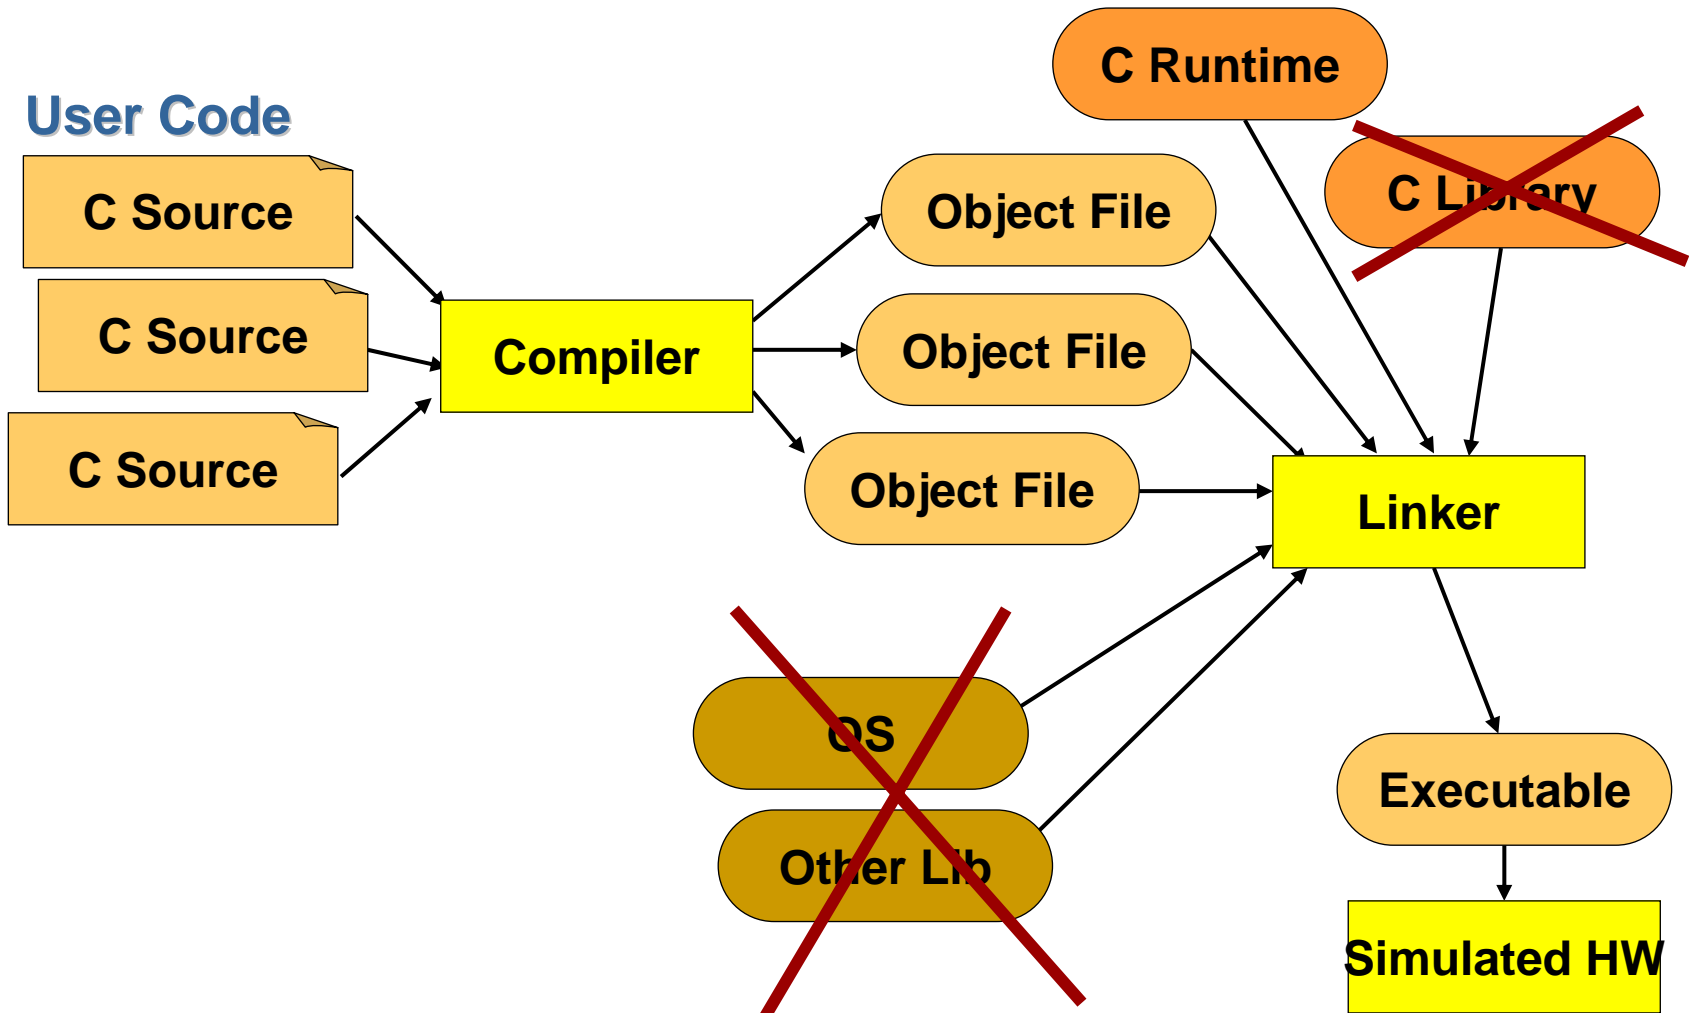 C Runtime
User Code
C Library
C Source
Object File
C Source
Compiler
Object File
C Source
Object File
Linker
OS
Executable
Other Lib
Simulated HW